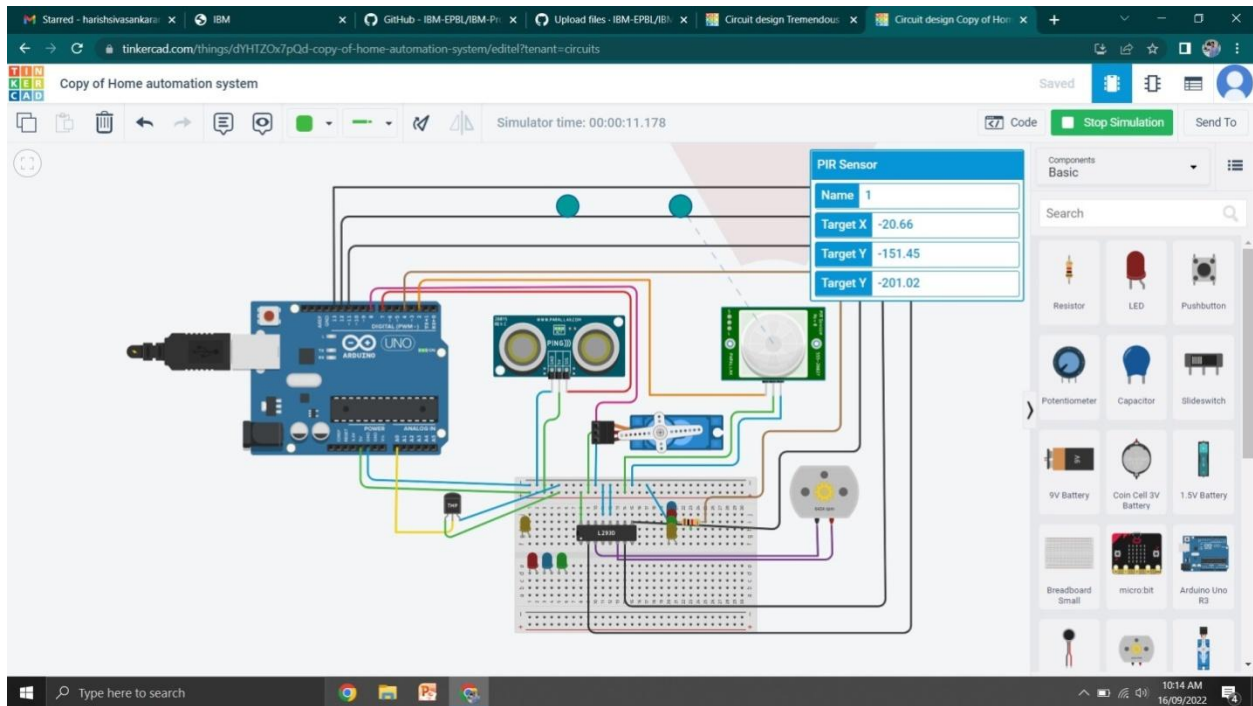 Starred - harishsivasankaran
IBM
GitHub - IBM-EPBL/IBM-Pr
Upload files · IBM-EPBL/IBM
Circuit design Tremendous
Circuit design Copy of Hom
tinkercad.com/things/dYHTZOx7pQd-copy-of-home-automation-system/editel?tenant=circuits
TIN
KER
CAD
Copy of Home automation system
Saved
Simulator time: 00:00:11.178
Code
Stop Simulation
Send To
PIR Sensor
Name 1
Target X -20.66
Target Y -151.45
Target Y -201.02
Components
Basic
Search
Resistor
LED
Pushbutton
Potentiometer
Capacitor
Slideswitch
9V Battery
Coin Cell 3V Battery
1.5V Battery
Breadboard Small
micro:bit
Arduino Uno R3
DIGITAL (PWM~)
UNO
ARDUINO
POWER
ANALOG IN
PING)))
TMP
L293D
Type here to search
10:14 AM
16/09/2022
4